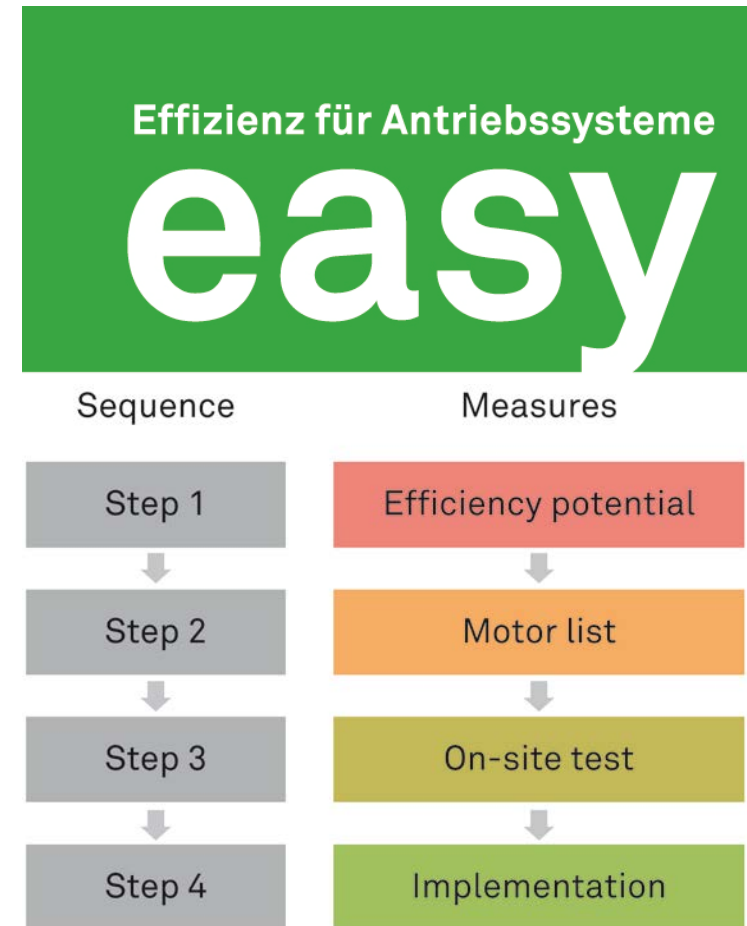 Effizienz für Antriebssysteme
easy
Sequence Measures
Step 1 Efficiency potential
Step 2 Motor list
Step 3 On-site test
Step 4 Implementation